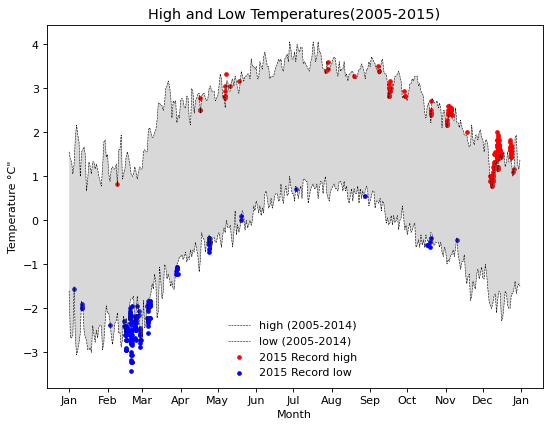 High and Low Temperatures(2005-2015)
Temperature °C"
4
3
2
1
0
−1
−2
−3
high (2005-2014)
low (2005-2014)
2015 Record high
2015 Record low
Jan Feb Mar Apr May Jun Jul Aug Sep Oct Nov Dec Jan
Month